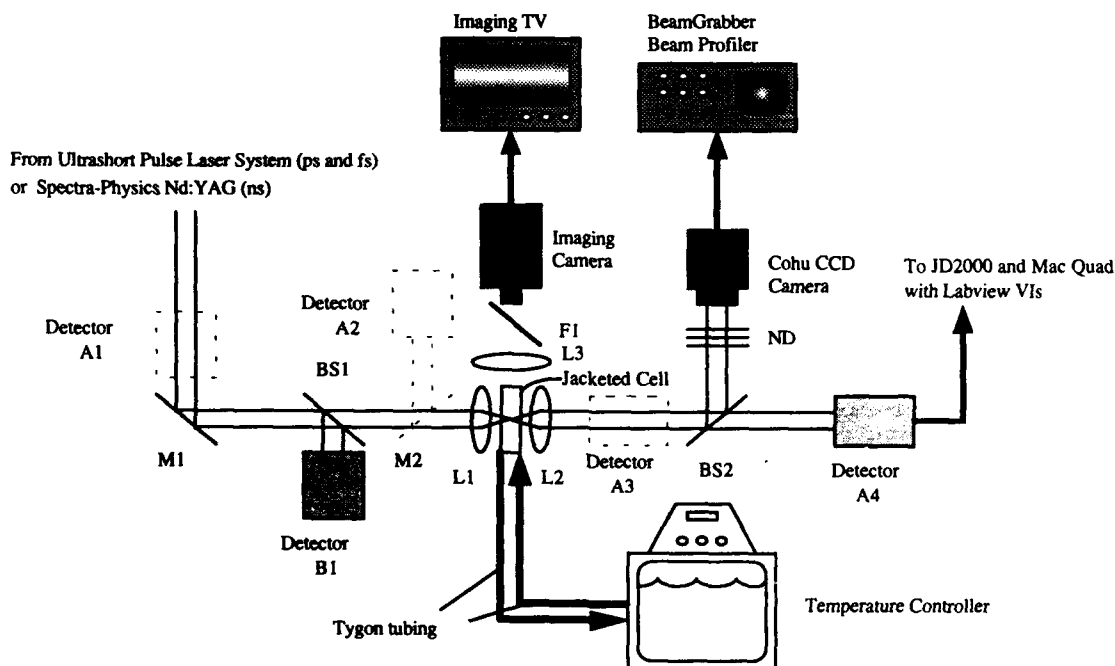 Imaging TV
BeamGrabber
Beam Profiler
From Ultrashort Pulse Laser System (ps and fs)
or Spectra-Physics Nd:YAG (ns)
Imaging
Camera
Cohu CCD
Camera
To JD2000 and Mac Quad
with Labview VIs
Detector
A1
Detector
A2
BS1
F1
L3
ND
Jacketed Cell
M1
M2
L1
L2
Detector
A3
BS2
Detector
A4
Detector
B1
Tygon tubing
Temperature Controller